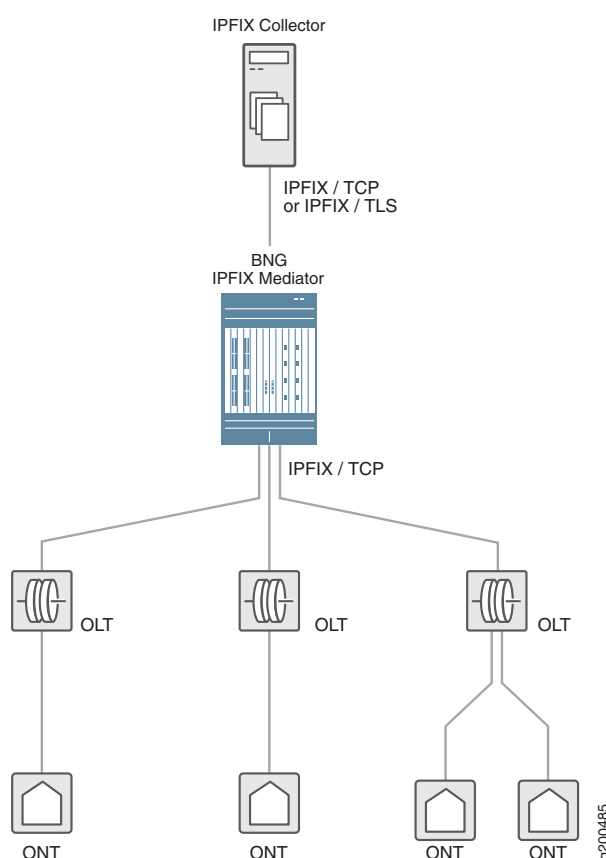 IPFIX Collector
IPFIX / TCP
or IPFIX / TLS
BNG
IPFIX Mediator
IPFIX / TCP
OLT
OLT
OLT
ONT
ONT
ONT
ONT
g200485